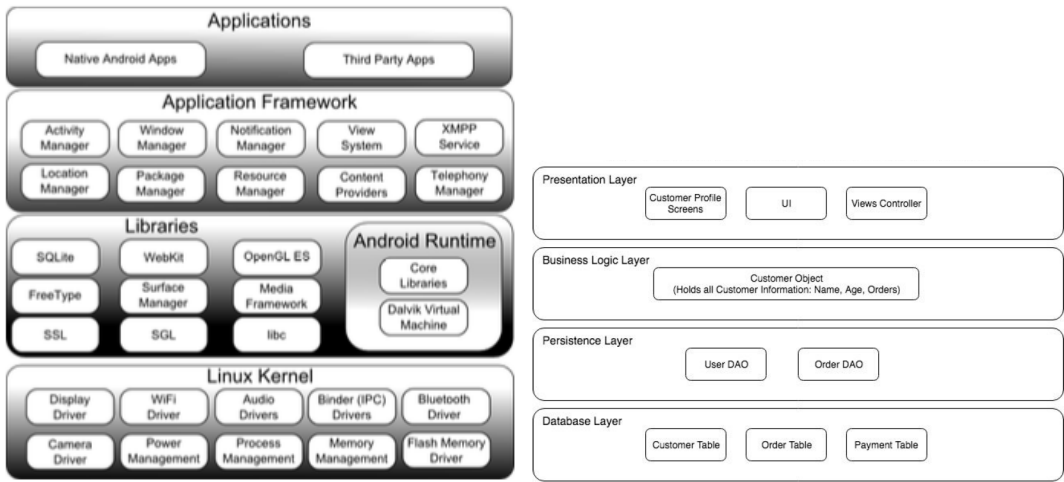 Applications
Native Android Apps
Third Party Apps
Application Framework
Activity Manager
Window Manager
Notification Manager
View System
XMPP Service
Location Manager
Package Manager
Resource Manager
Content Providers
Telephony Manager
Libraries
SQLite
WebKit
OpenGL ES
FreeType
Surface Manager
Media Framework
SSL
SGL
libc
Android Runtime
Core Libraries
Dalvik Virtual Machine
Linux Kernel
Display Driver
WiFi Driver
Audio Drivers
Binder (IPC) Drivers
Bluetooth Driver
Camera Driver
Power Management
Process Management
Memory Management
Flash Memory Driver
Presentation Layer
Customer Profile Screens
UI
Views Controller
Business Logic Layer
Customer Object
(Holds all Customer Information: Name, Age, Orders)
Persistence Layer
User DAO
Order DAO
Database Layer
Customer Table
Order Table
Payment Table